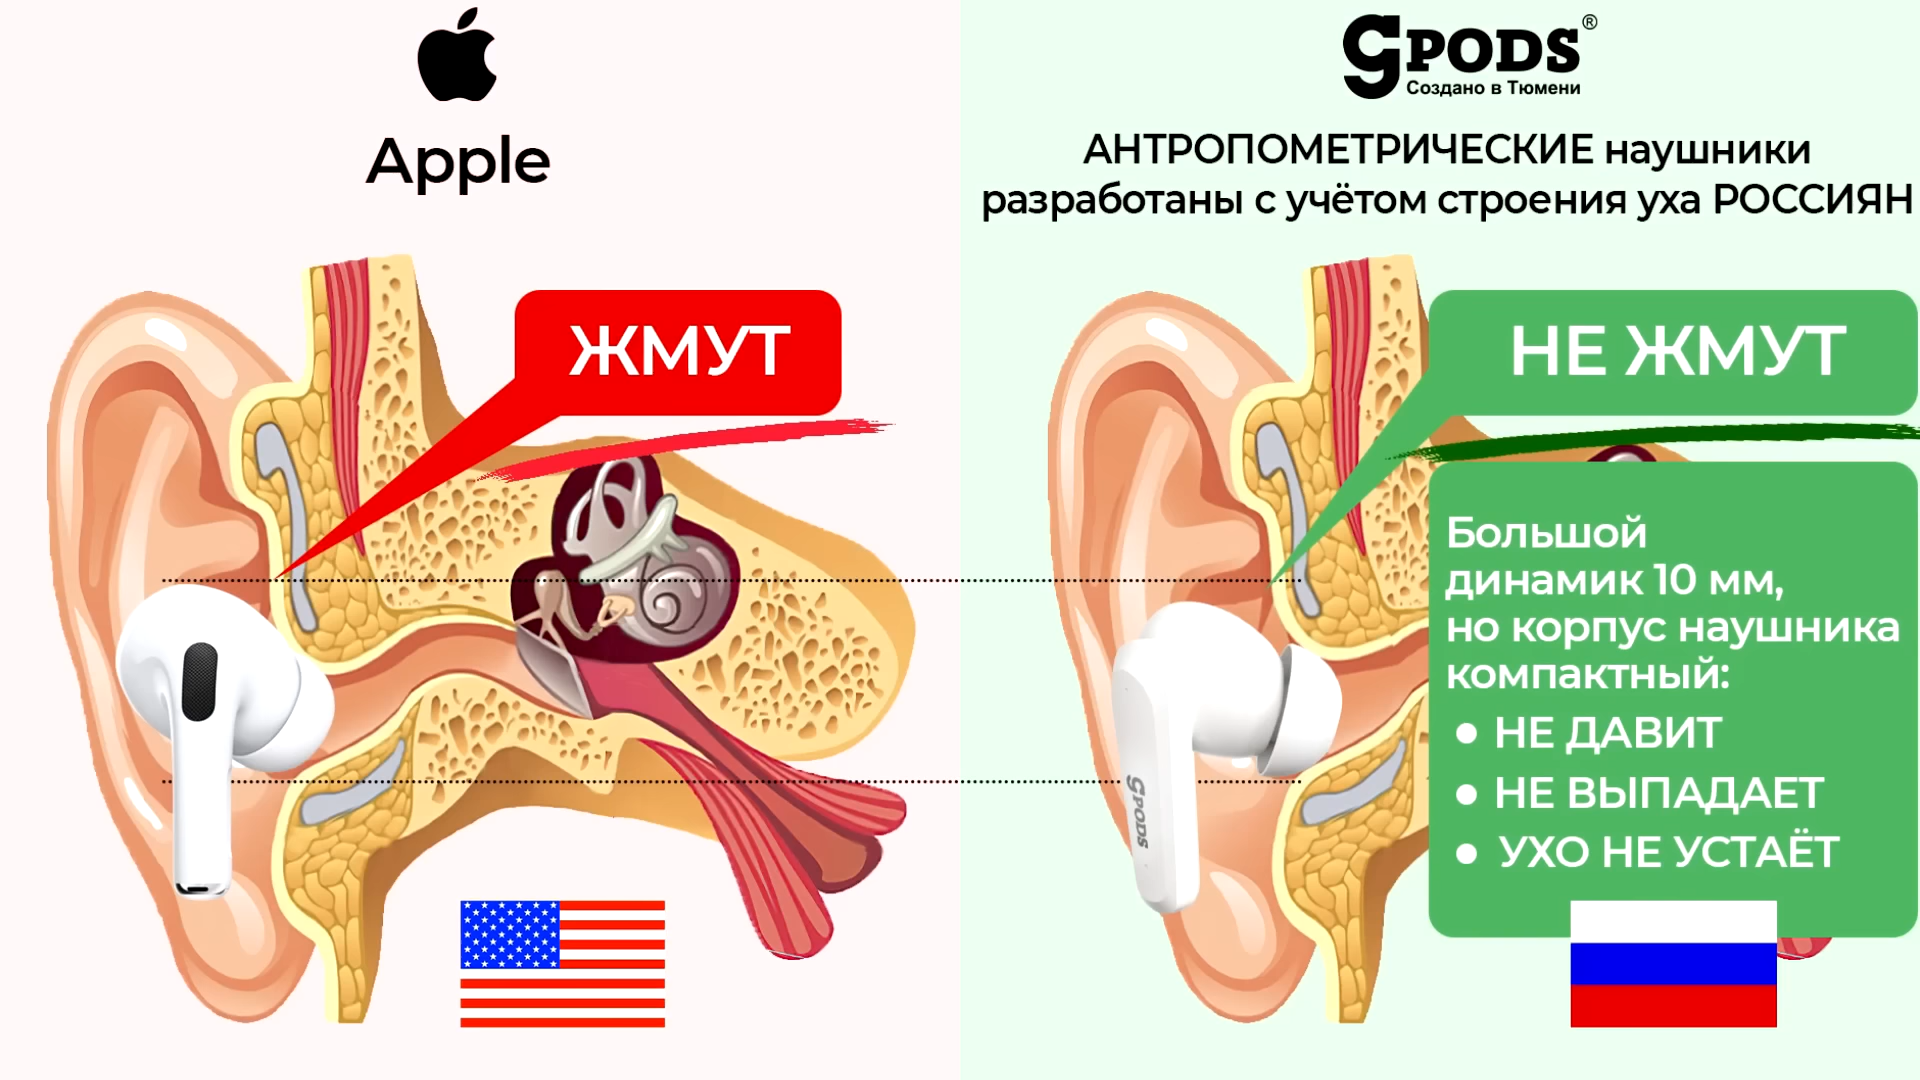 Apple
ЖМУТ
gPODS®
Создано в Тюмени
АНТРОПОМЕТРИЧЕСКИЕ наушники
разработаны с учётом строения уха РОССИЯН
НЕ ЖМУТ
Большой
динамик 10 мм,
но корпус наушника
компактный:
● НЕ ДАВИТ
● НЕ ВЫПАДАЕТ
● УХО НЕ УСТАЁТ
gPODS